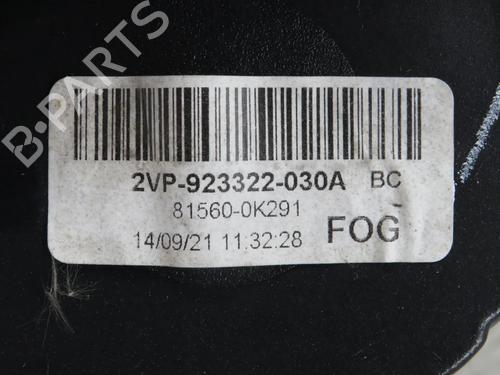 B-PARTS
2VP-923322-030A BC
81560-0K291
14/09/21 11:32:28 FOG